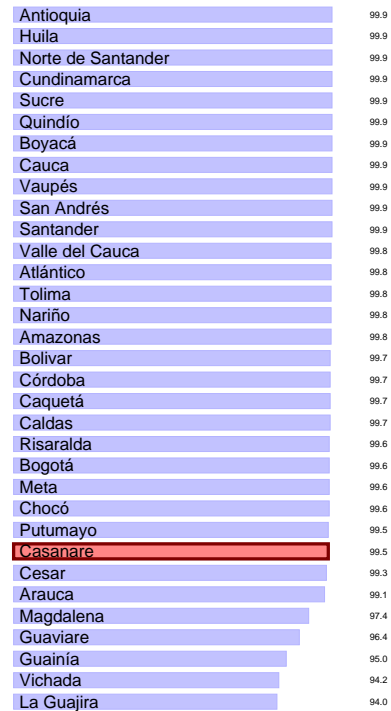 Antioquia 99.9
Huila 99.9
Norte de Santander 99.9
Cundinamarca 99.9
Sucre 99.9
Quindío 99.9
Boyacá 99.9
Cauca 99.9
Vaupés 99.9
San Andrés 99.9
Santander 99.9
Valle del Cauca 99.8
Atlántico 99.8
Tolima 99.8
Nariño 99.8
Amazonas 99.8
Bolivar 99.7
Córdoba 99.7
Caquetá 99.7
Caldas 99.7
Risaralda 99.6
Bogotá 99.6
Meta 99.6
Chocó 99.6
Putumayo 99.5
Casanare 99.5
Cesar 99.3
Arauca 99.1
Magdalena 97.4
Guaviare 96.4
Guainía 95.0
Vichada 94.2
La Guajira 94.0